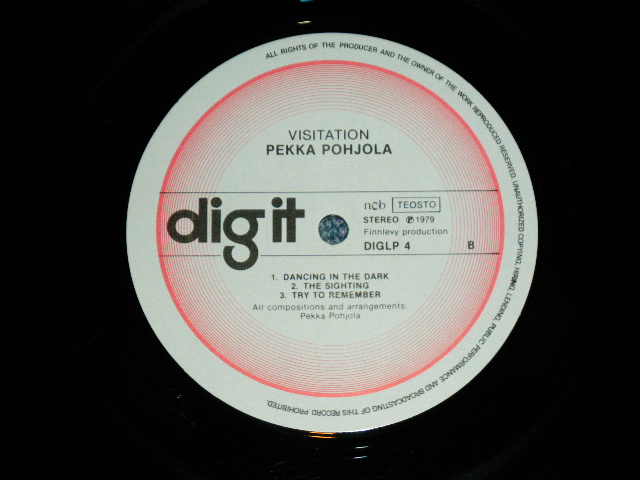 ALL RIGHTS OF THE PRODUCER AND THE OWNER OF THE WORK REPRODUCED RESERVED. UNAUTHORIZED COPYING, HIRING, LENDING, PUBLIC PERFORMANCE AND BROADCASTING OF THIS RECORD PROHIBITED.
VISITATION
PEKKA POHJOLA
dig it
ncb TEOSTO
STEREO ℗ 1979
Finnlevy production
DIGLP 4 B
1. DANCING IN THE DARK
2. THE SIGHTING
3. TRY TO REMEMBER
All compositions and arrangements:
Pekka Pohjola